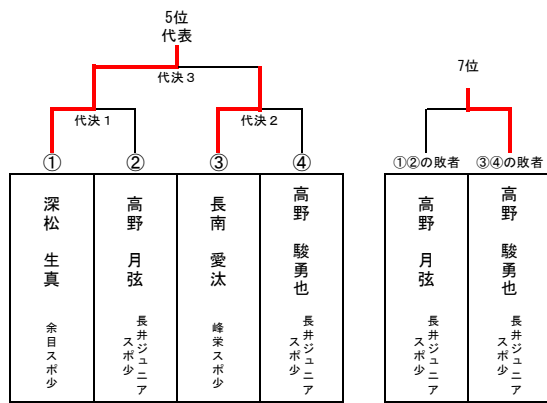 5位
代表
代決３
7位
代決１
代決２
①
②
③
④
①②の敗者
③④の敗者
深松　生真
高野　月弦
長南　愛汰
高野　駿勇也
高野　月弦
高野　駿勇也
余目スポ少
長井ジュニア
スポ少
峰栄スポ少
長井ジュニア
スポ少
長井ジュニア
スポ少
長井ジュニア
スポ少